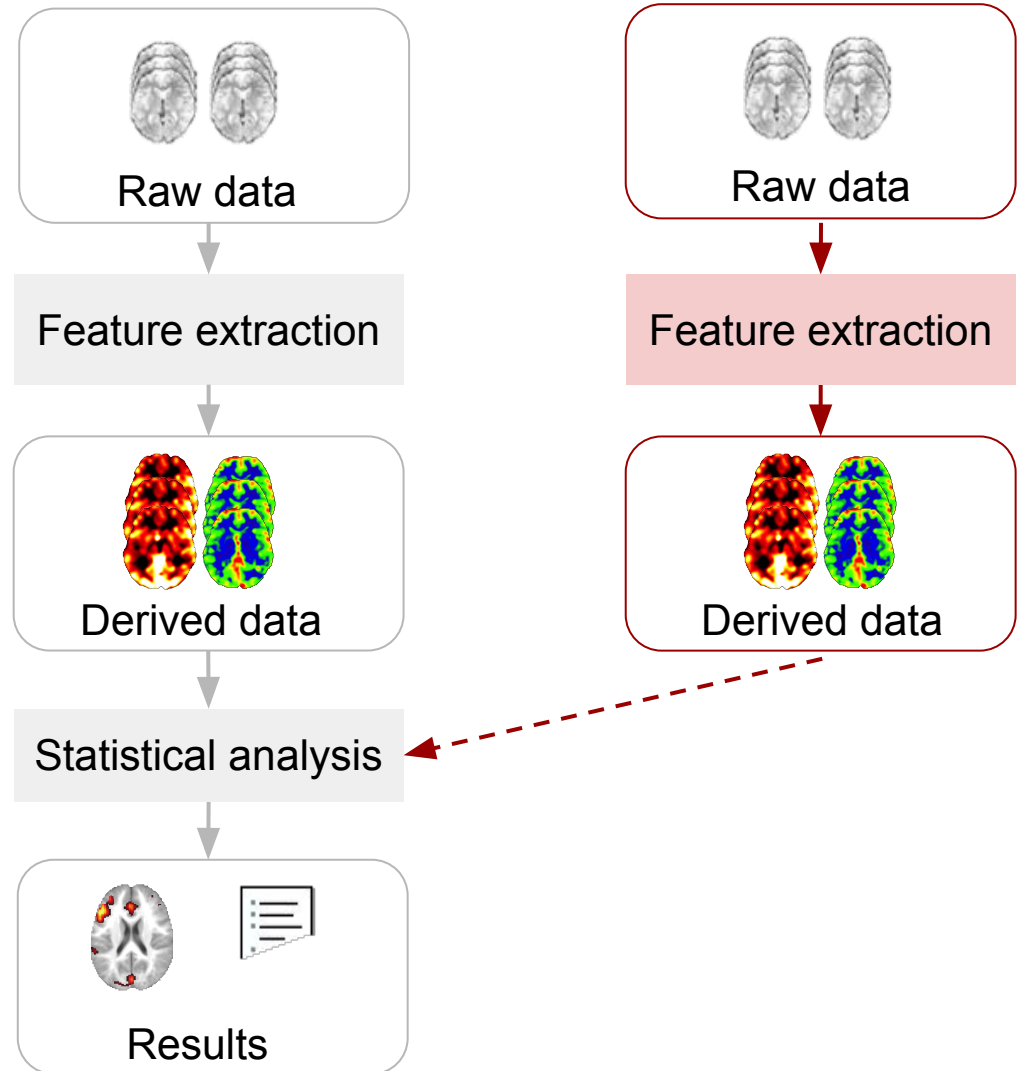 Raw data
Raw data
Feature extraction
Feature extraction
Derived data
Derived data
Statistical analysis
Results